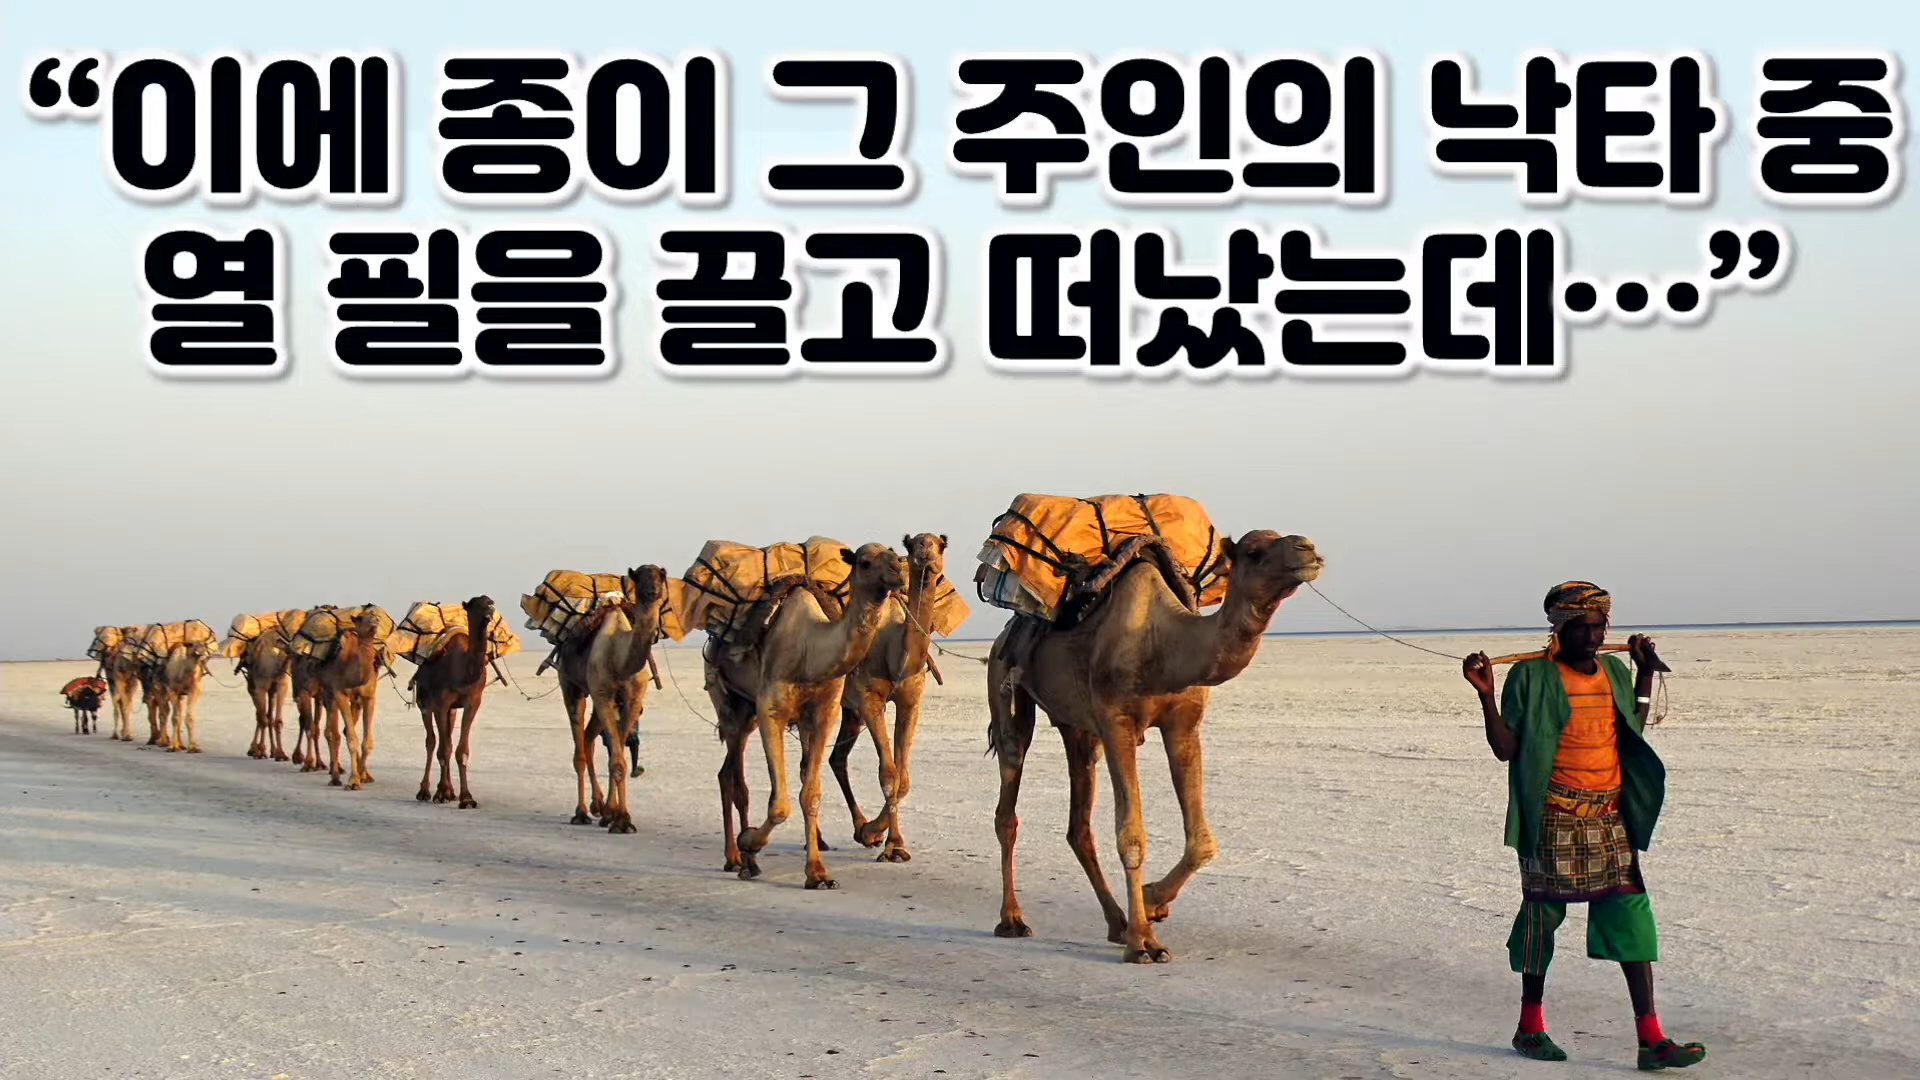 “이에 종이 그 주인의 낙타 중
열 필을 끌고 떠났는데…”